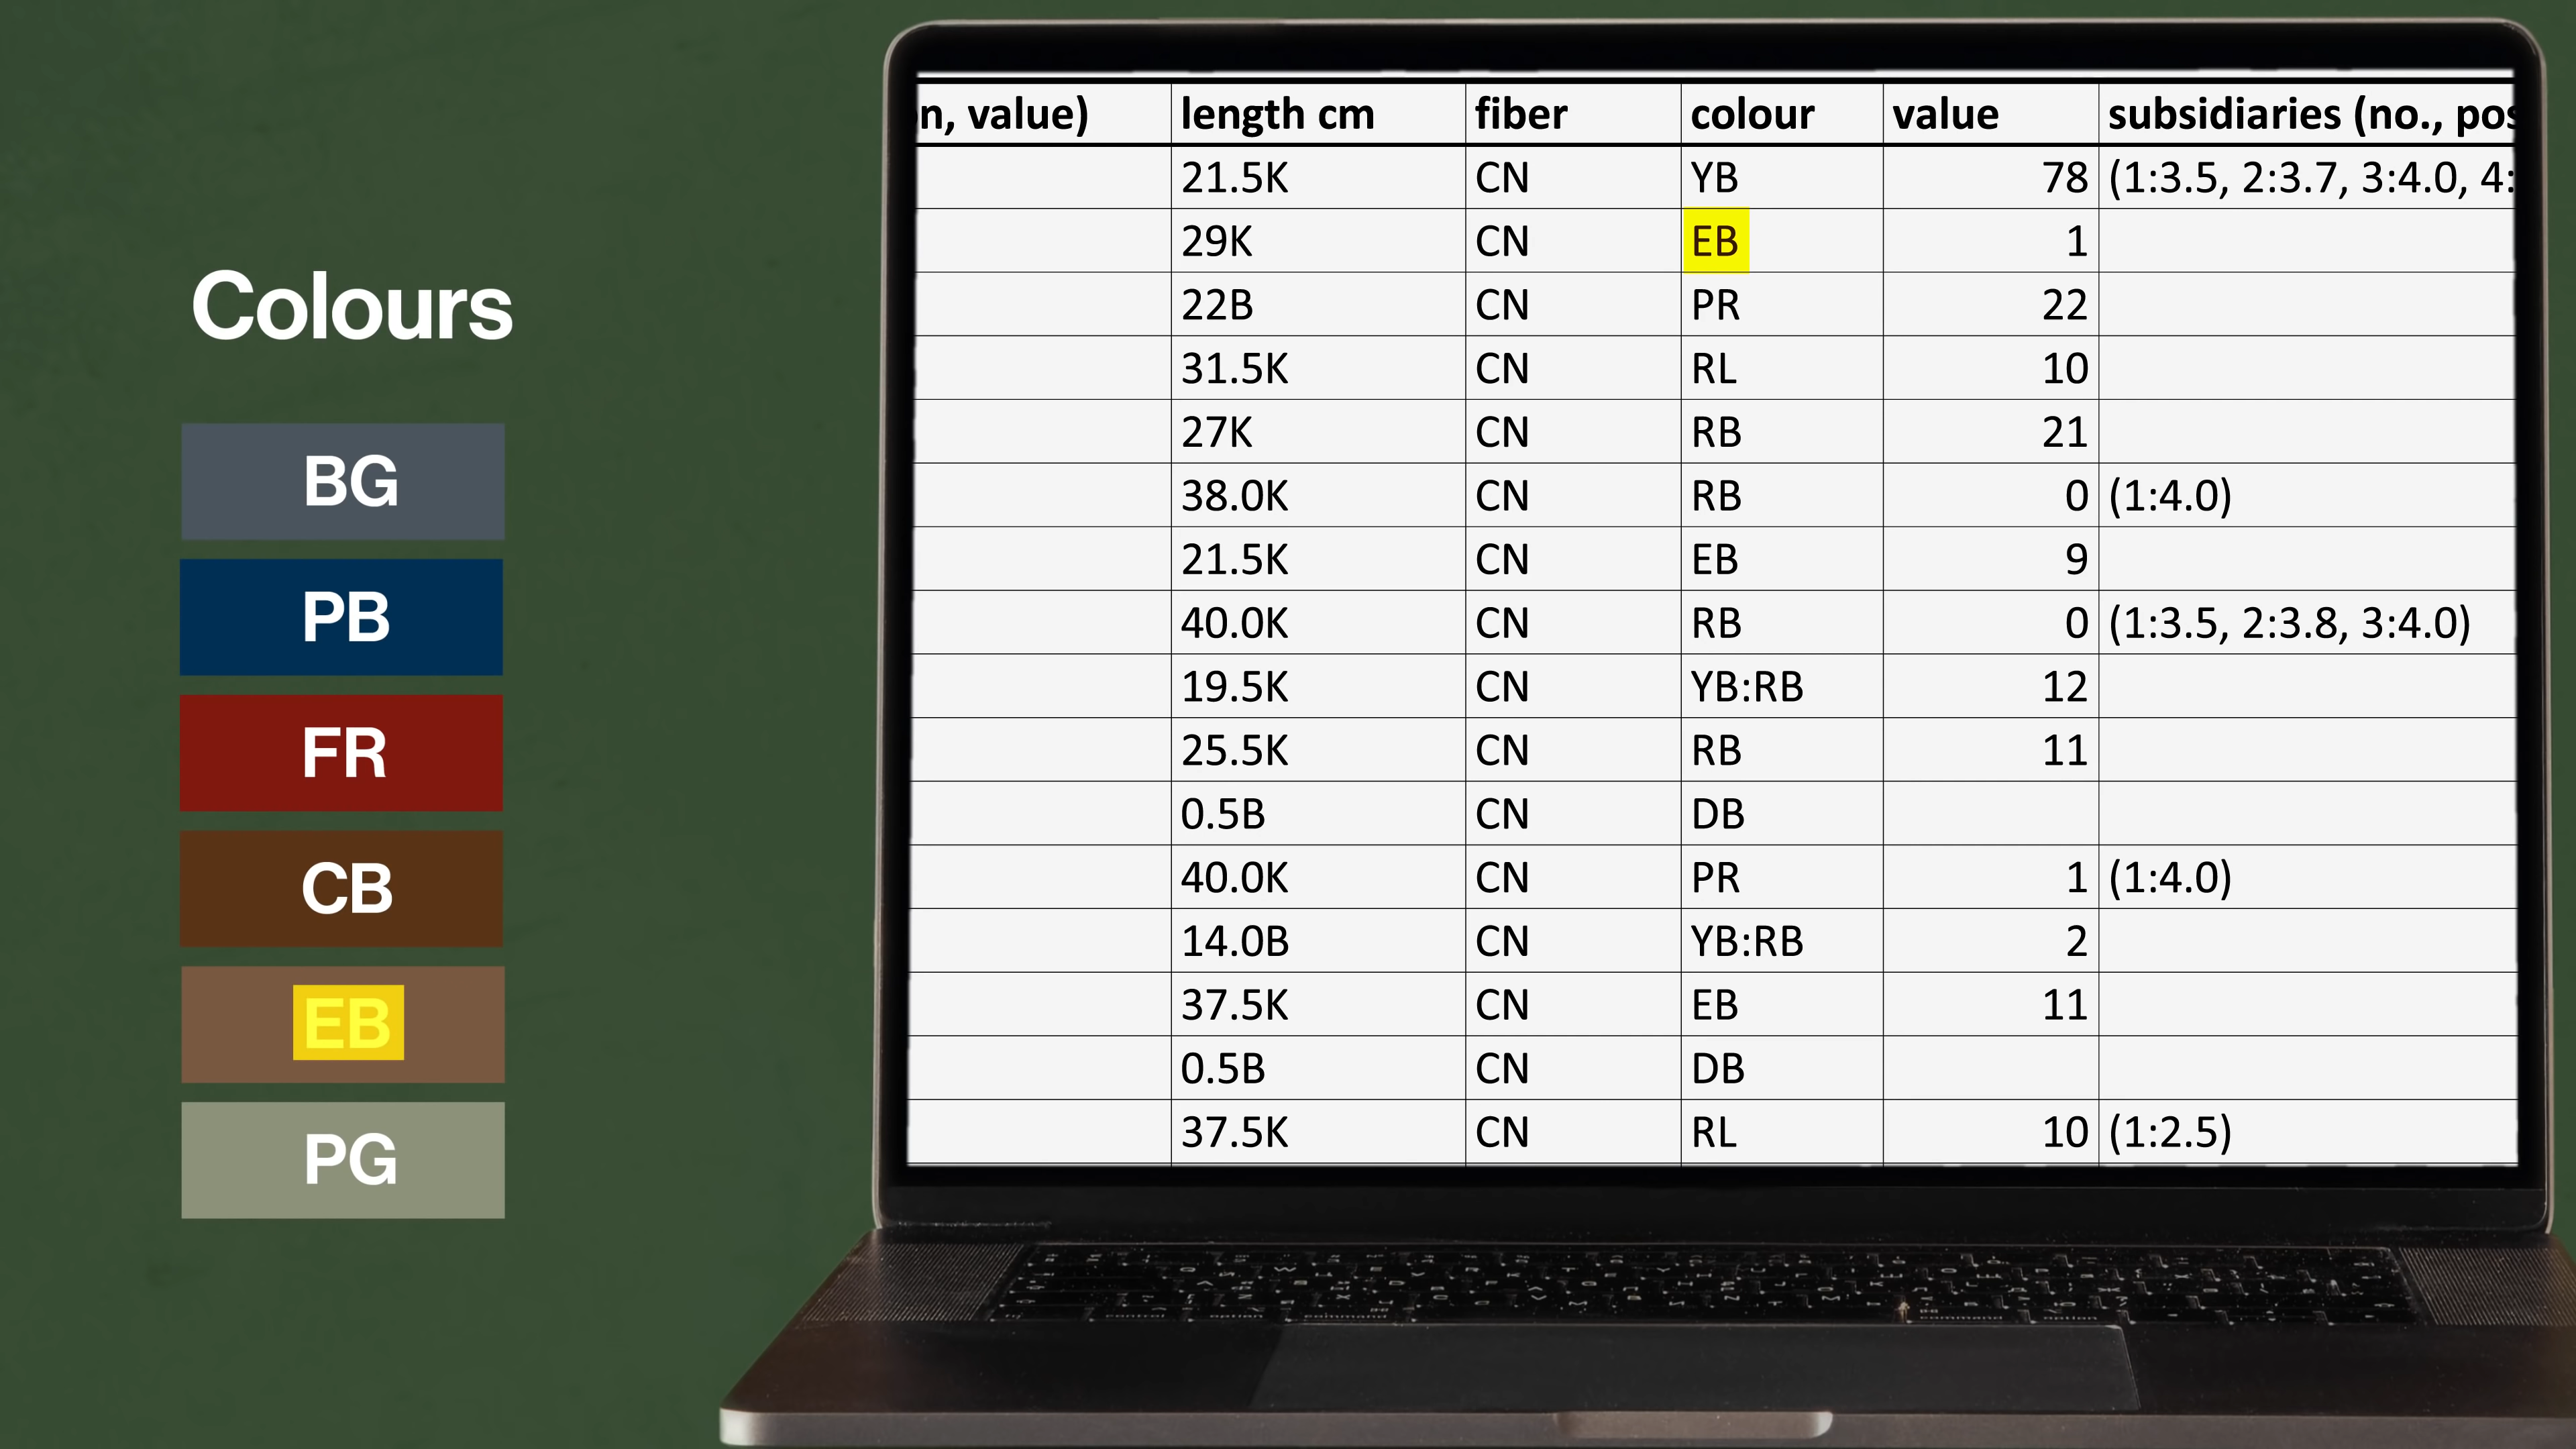 Colours
BG
PB
FR
CB
EB
PG
n, value) length cm fiber colour value subsidiaries (no., pos
21.5K CN YB 78 (1:3.5, 2:3.7, 3:4.0, 4:
29K CN EB 1
22B CN PR 22
31.5K CN RL 10
27K CN RB 21
38.0K CN RB 0 (1:4.0)
21.5K CN EB 9
40.0K CN RB 0 (1:3.5, 2:3.8, 3:4.0)
19.5K CN YB:RB 12
25.5K CN RB 11
0.5B CN DB
40.0K CN PR 1 (1:4.0)
14.0B CN YB:RB 2
37.5K CN EB 11
0.5B CN DB
37.5K CN RL 10 (1:2.5)
control option command command option